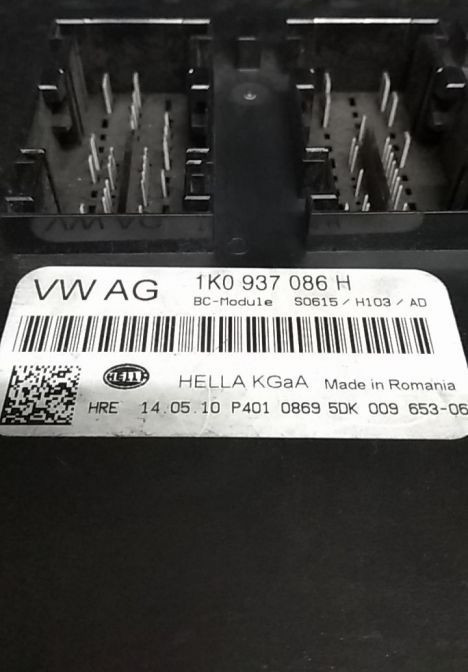 VW AG 1K0 937 086 H
BC-Module S0615 / H103 / AD
HELLA
HELLA KGaA Made in Romania
HRE 14.05.10 P401 0869 5DK 009 653-06